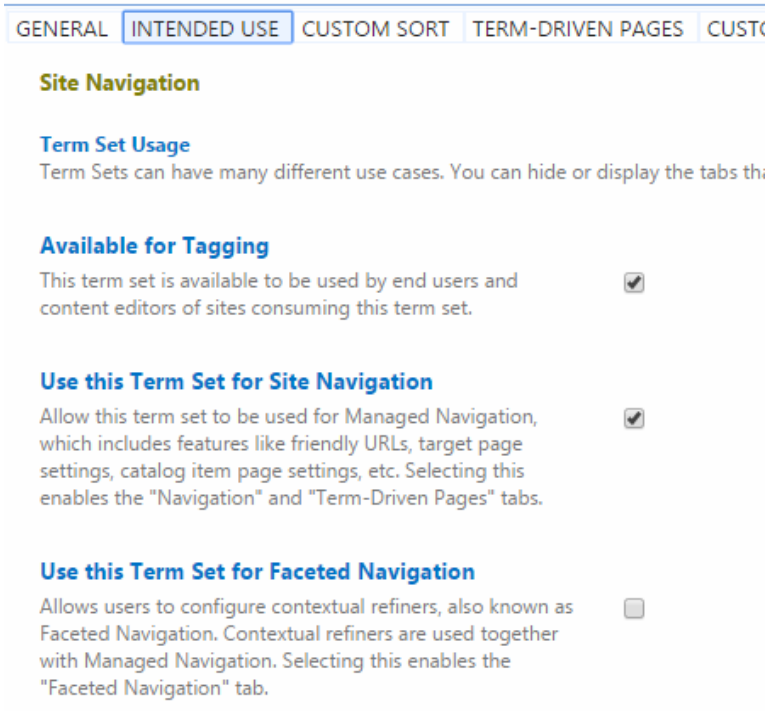 GENERAL INTENDED USE CUSTOM SORT TERM-DRIVEN PAGES
Site Navigation
Term Set Usage
Term Sets can have many different use cases. You can hide or display the tabs
Available for Tagging
This term set is available to be used by end users and
content editors of sites consuming this term set.
Use this Term Set for Site Navigation
Allow this term set to be used for Managed Navigation,
which includes features like friendly URLs, target page
settings, catalog item page settings, etc. Selecting this
enables the "Navigation" and "Term-Driven Pages" tabs.
Use this Term Set for Faceted Navigation
Allows users to configure contextual refiners, also known as
Faceted Navigation. Contextual refiners are used together
with Managed Navigation. Selecting this enables the
"Faceted Navigation" tab.